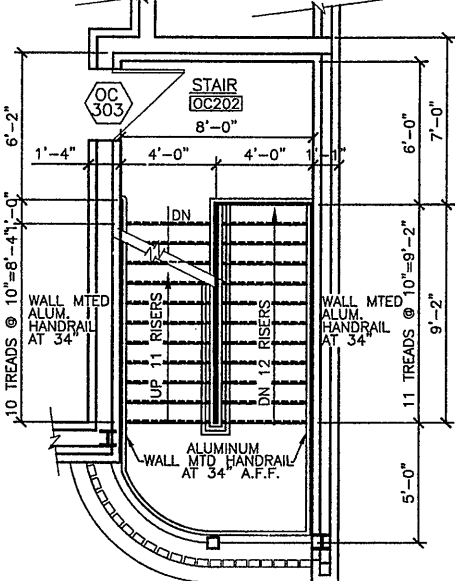 STAIR
OC202
OC
303
8'-0"
6'-2"
6'-0"
7'-0"
1'-4"
4'-0"
4'-0"
1'-1"
1'-0"
DN
10 TREADS @ 10"=8'-4"
WALL MTED
ALUM.
HANDRAIL
AT 34"
UP 11 RISERS
DN 12 RISERS
WALL MTED
ALUM.
HANDRAIL
AT 34"
11 TREADS @ 10"=9'-2"
9'-2"
ALUMINUM
WALL MTD HANDRAIL
AT 34" A.F.F.
5'-0"